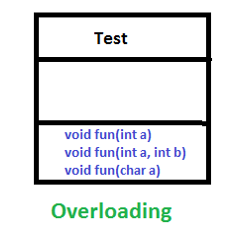 Test
void fun(int a)
void fun(int a, int b)
void fun(char a)
Overloading